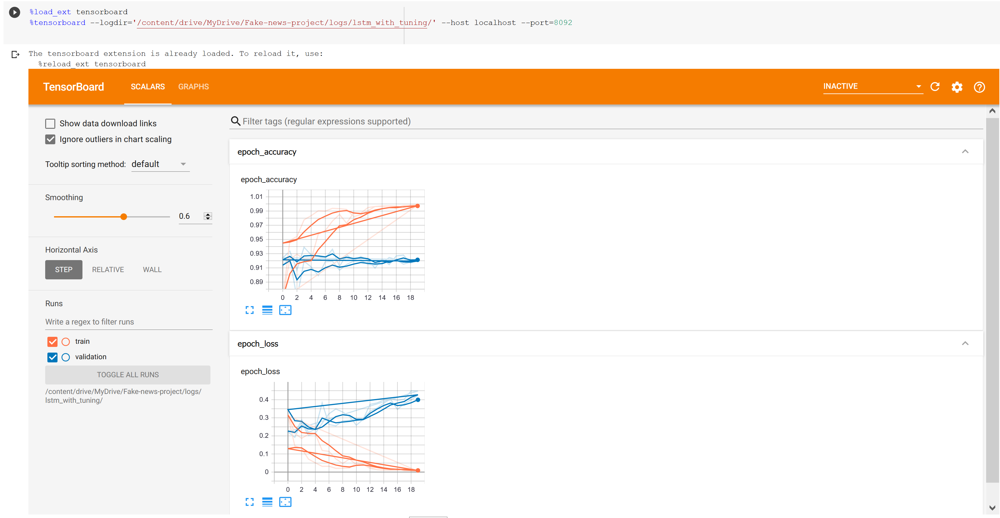 %load_ext tensorboard
%tensorboard --logdir='/content/drive/MyDrive/Fake-news-project/logs/lstm_with_tuning/' --host localhost --port=8092
The tensorboard extension is already loaded. To reload it, use:
%reload_ext tensorboard
TensorBoard SCALARS GRAPHS INACTIVE
Show data download links
Ignore outliers in chart scaling
Tooltip sorting method: default
Smoothing
0.6
Horizontal Axis
STEP RELATIVE WALL
Runs
Write a regex to filter runs
train
validation
TOGGLE ALL RUNS
/content/drive/MyDrive/Fake-news-project/logs/
lstm_with_tuning/
Filter tags (regular expressions supported)
epoch_accuracy
epoch_accuracy
1.01
0.99
0.97
0.95
0.93
0.91
0.89
0 2 4 6 8 10 12 14 16 18
epoch_loss
epoch_loss
0.4
0.3
0.2
0.1
0
0 2 4 6 8 10 12 14 16 18